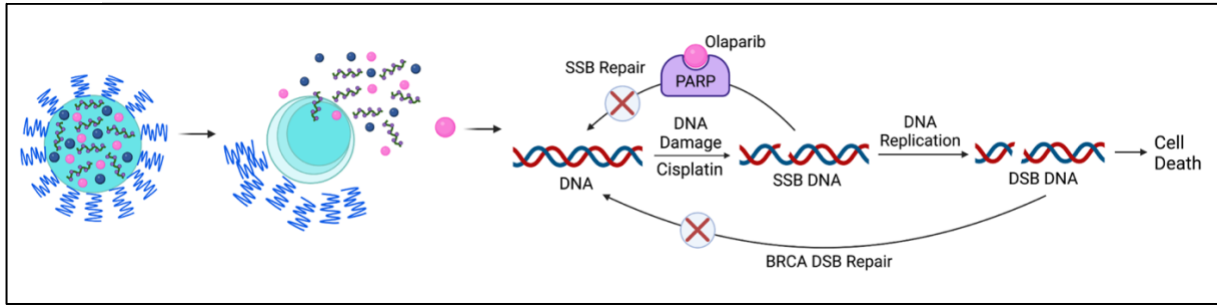 Olaparib
SSB Repair
PARP
DNA
Damage
Cisplatin
DNA
Replication
DNA
SSB DNA
DSB DNA
Cell
Death
BRCA DSB Repair